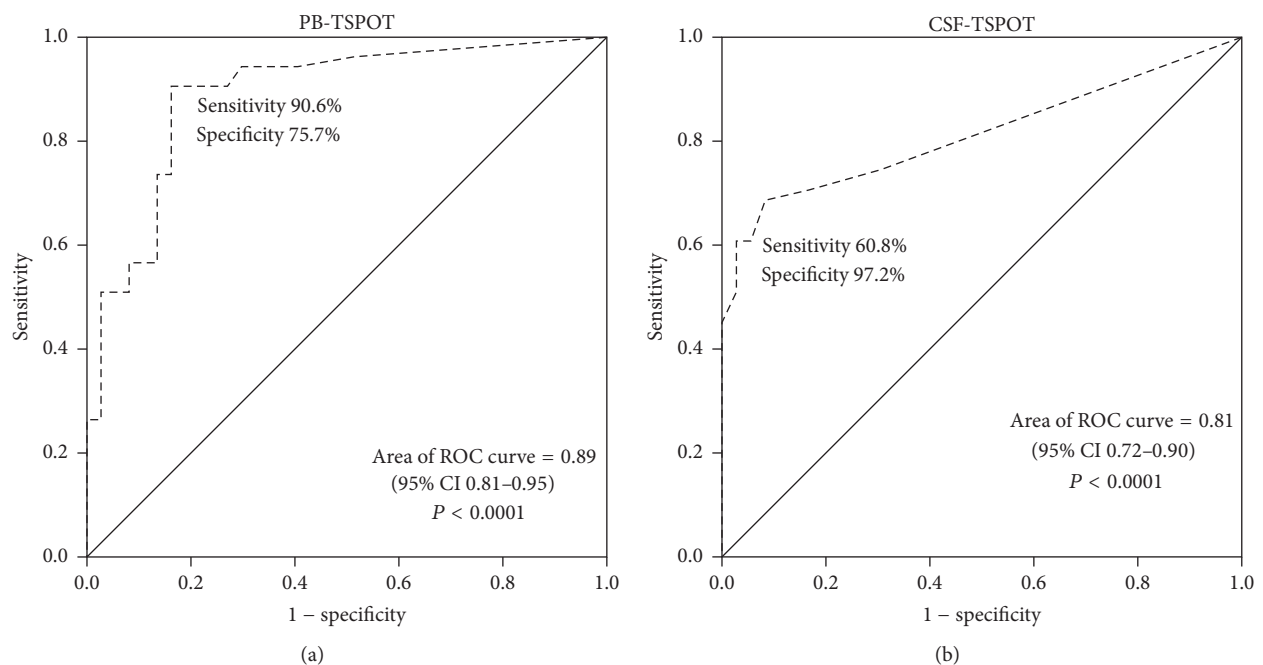 PB-TSPOT
1.0
0.8
0.6
0.4
0.2
0.0
Sensitivity
Sensitivity 90.6%
Specificity 75.7%
Area of ROC curve = 0.89
(95% CI 0.81–0.95)
P < 0.0001
0.0 0.2 0.4 0.6 0.8 1.0
1 − specificity
(a)
CSF-TSPOT
1.0
0.8
0.6
0.4
0.2
0.0
Sensitivity
Sensitivity 60.8%
Specificity 97.2%
Area of ROC curve = 0.81
(95% CI 0.72–0.90)
P < 0.0001
0.0 0.2 0.4 0.6 0.8 1.0
1 − specificity
(b)